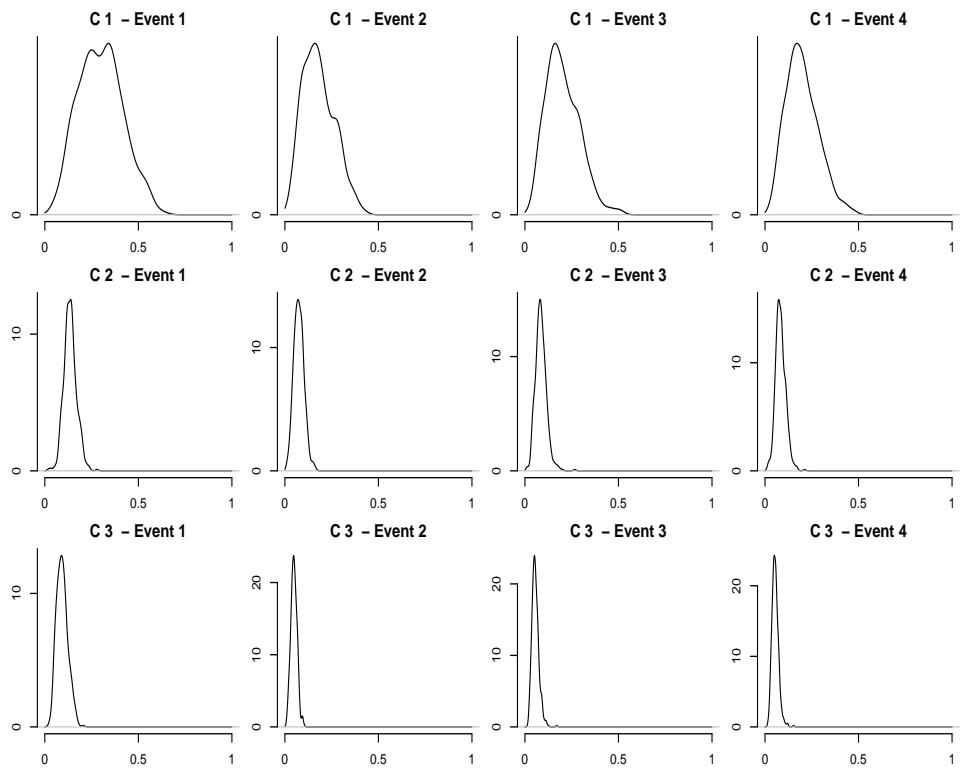 C 1 – Event 1
C 1 – Event 2
C 1 – Event 3
C 1 – Event 4
0
0
0
0
0 0.5 1
0 0.5 1
0 0.5 1
0 0.5 1
C 2 – Event 1
C 2 – Event 2
C 2 – Event 3
C 2 – Event 4
0 10
0 10
0 10
0 10
0 0.5 1
0 0.5 1
0 0.5 1
0 0.5 1
C 3 – Event 1
C 3 – Event 2
C 3 – Event 3
C 3 – Event 4
0 10
0 10 20
0 10 20
0 10 20
0 0.5 1
0 0.5 1
0 0.5 1
0 0.5 1